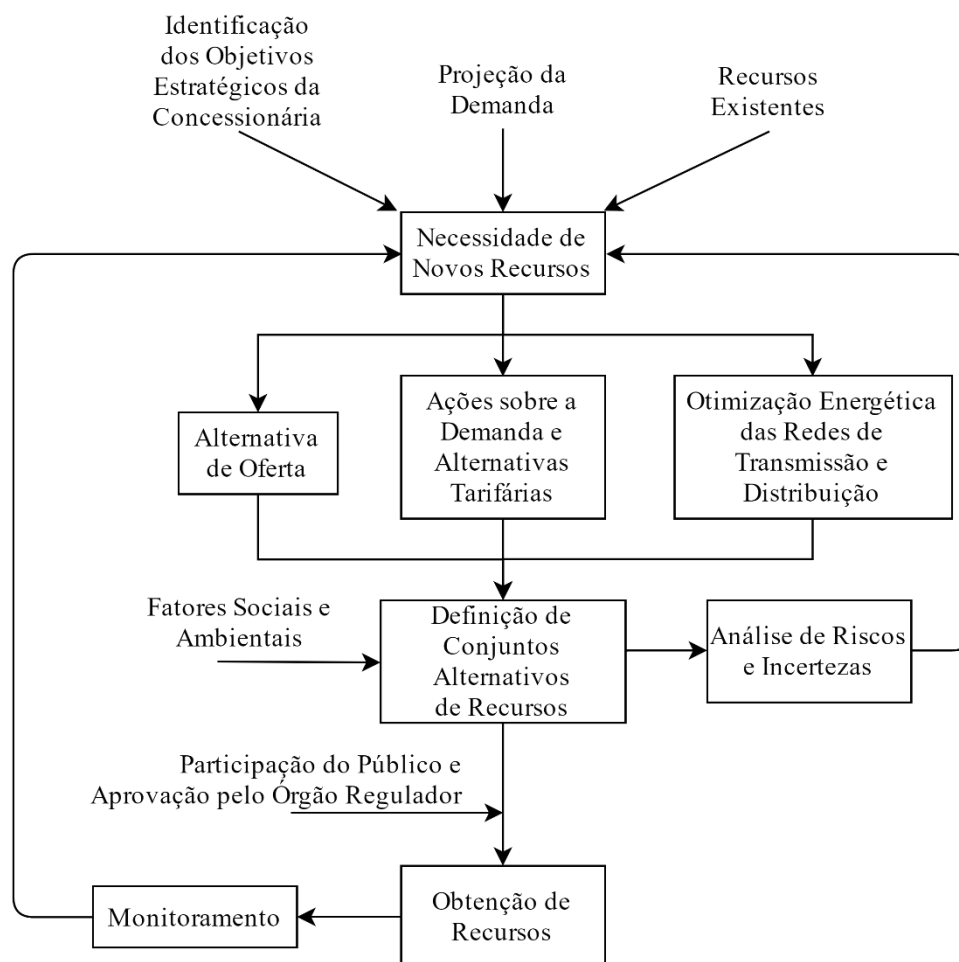 Identificação
dos Objetivos
Estratégicos da
Concessionária
Projeção da
Demanda
Recursos
Existentes
Necessidade de
Novos Recursos
Alternativa
de Oferta
Ações sobre a
Demanda e
Alternativas
Tarifárias
Otimização Energética
das Redes de
Transmissão e
Distribuição
Fatores Sociais e
Ambientais
Definição de
Conjuntos
Alternativos
de Recursos
Análise de Riscos
e Incertezas
Participação do Público e
Aprovação pelo Órgão Regulador
Monitoramento
Obtenção de
Recursos